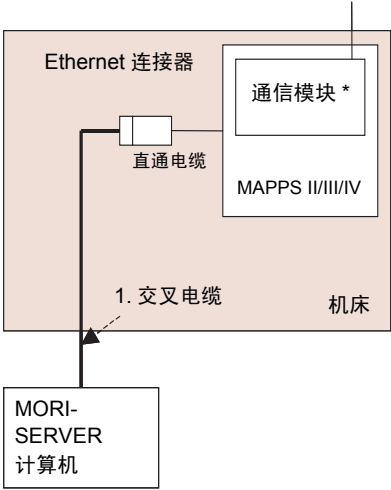 Ethernet 连接器
通信模块 *
直通电缆
MAPPS II/III/IV
1. 交叉电缆
机床
MORI-
SERVER
计算机